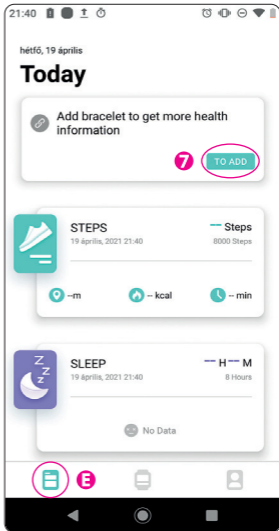 21:40
hétfő, 19 április
Today
Add bracelet to get more health
information
7
TO ADD
STEPS
-- Steps
19 április, 2021 21:40
8000 Steps
--m
-- kcal
-- min
Z
Z
Z
SLEEP
-- H -- M
19 április, 2021 21:40
8 Hours
No Data
E